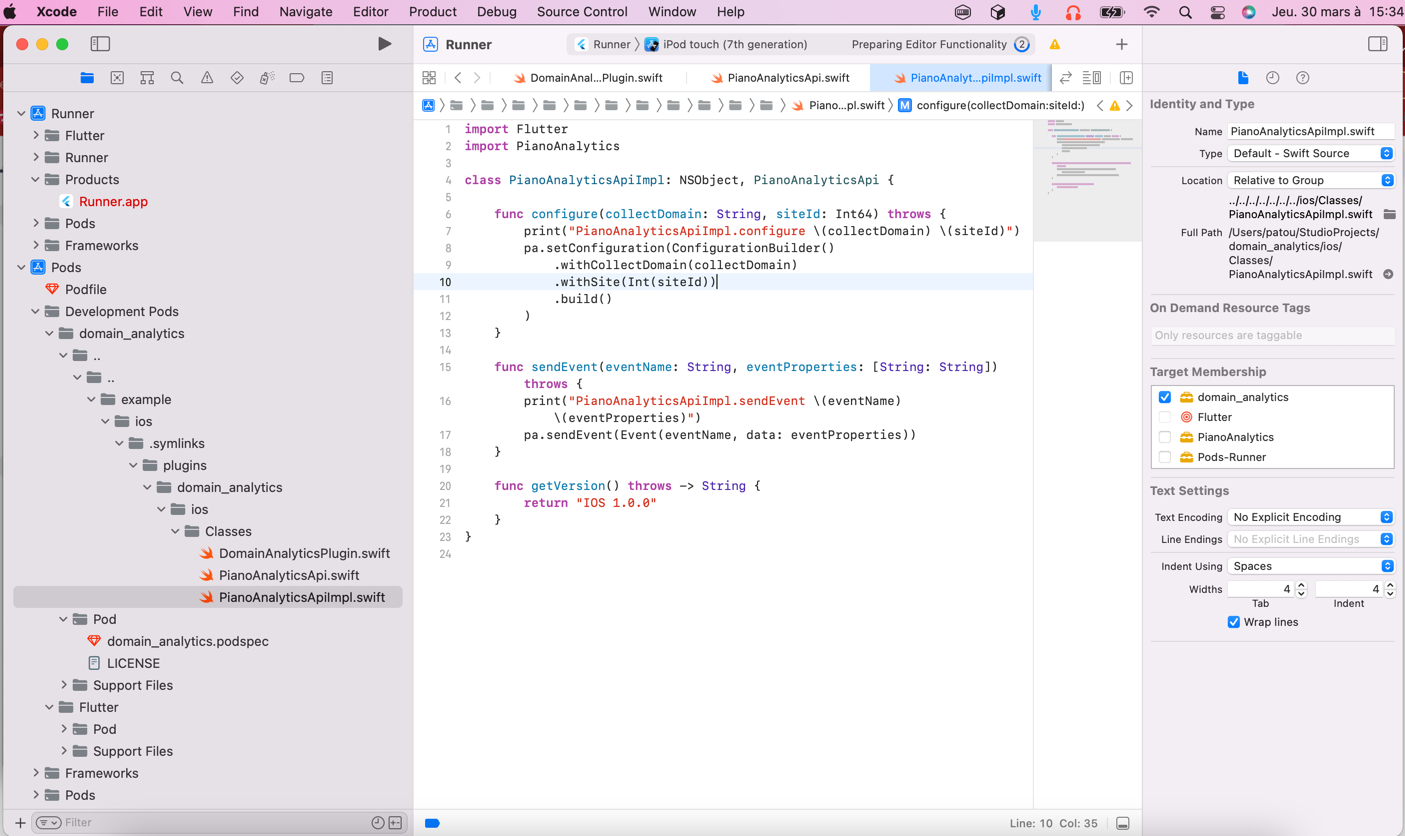 Xcode File Edit View Find Navigate Editor Product Debug Source Control Window Help Jeu. 30 mars à 15:34
Runner Runner iPod touch (7th generation) Preparing Editor Functionality 2
DomainAnal...Plugin.swift PianoAnalyticsApi.swift PianoAnalyt...piImpl.swift
Piano...pl.swift M configure(collectDomain:siteId:)
Runner
Flutter
Runner
Products
Runner.app
Pods
Frameworks
Pods
Podfile
Development Pods
domain_analytics
..
..
example
ios
.symlinks
plugins
domain_analytics
ios
Classes
DomainAnalyticsPlugin.swift
PianoAnalyticsApi.swift
PianoAnalyticsApiImpl.swift
Pod
domain_analytics.podspec
LICENSE
Support Files
Flutter
Pod
Support Files
Frameworks
Pods
Filter
1 import Flutter
2 import PianoAnalytics
3
4 class PianoAnalyticsApiImpl: NSObject, PianoAnalyticsApi {
5
6 func configure(collectDomain: String, siteId: Int64) throws {
7 print("PianoAnalyticsApiImpl.configure \(collectDomain) \(siteId)")
8 pa.setConfiguration(ConfigurationBuilder()
9 .withCollectDomain(collectDomain)
10 .withSite(Int(siteId))
11 .build()
12 )
13 }
14
15 func sendEvent(eventName: String, eventProperties: [String: String])
throws {
16 print("PianoAnalyticsApiImpl.sendEvent \(eventName)
\(eventProperties)")
17 pa.sendEvent(Event(eventName, data: eventProperties))
18 }
19
20 func getVersion() throws -> String {
21 return "IOS 1.0.0"
22 }
23 }
24
Line: 10 Col: 35
Identity and Type
Name PianoAnalyticsApiImpl.swift
Type Default - Swift Source
Location Relative to Group
../../../../../../../ios/Classes/
PianoAnalyticsApiImpl.swift
Full Path /Users/patou/StudioProjects/
domain_analytics/ios/
Classes/
PianoAnalyticsApiImpl.swift
On Demand Resource Tags
Only resources are taggable
Target Membership
domain_analytics
Flutter
PianoAnalytics
Pods-Runner
Text Settings
Text Encoding No Explicit Encoding
Line Endings No Explicit Line Endings
Indent Using Spaces
Widths 4 4
Tab Indent
Wrap lines